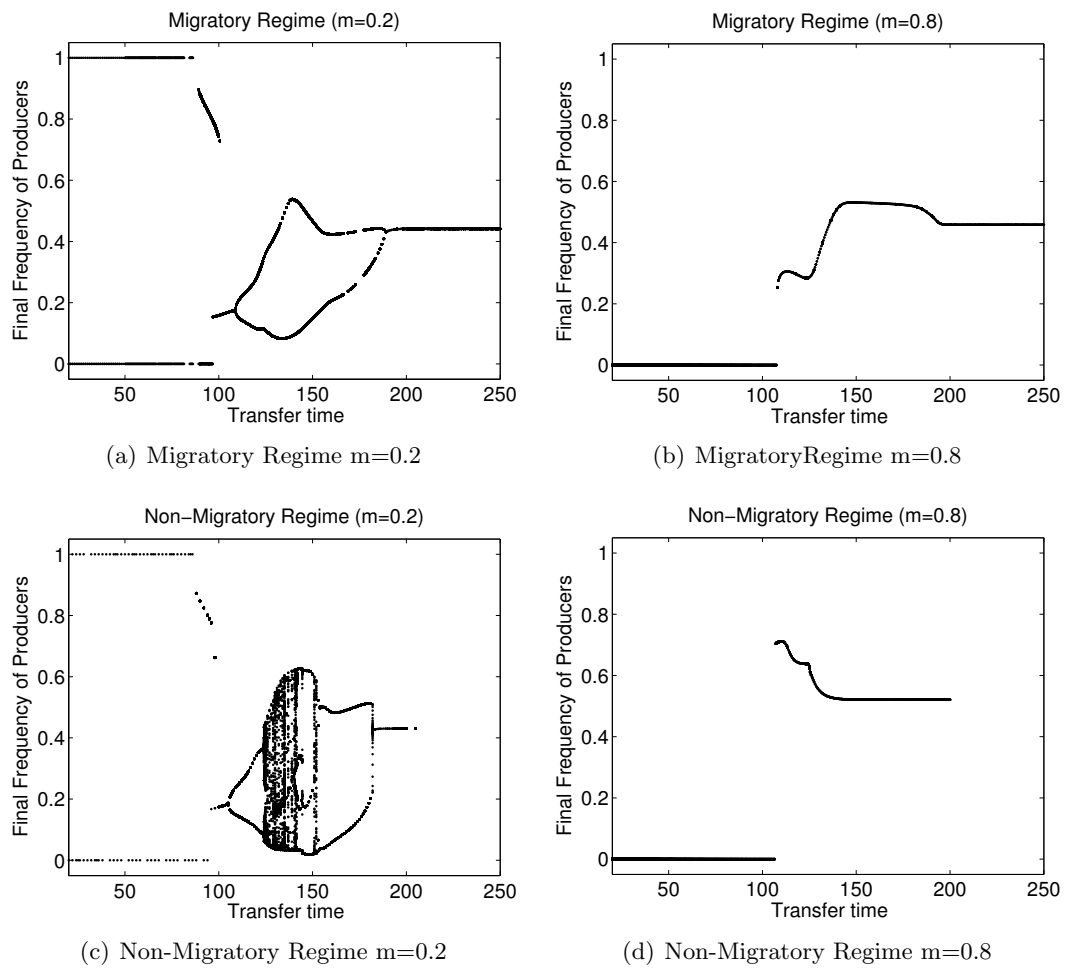 Migratory Regime (m=0.2)
Final Frequency of Producers
1
0.8
0.6
0.4
0.2
0
50 100 150 200 250
Transfer time
(a) Migratory Regime m=0.2
Migratory Regime (m=0.8)
Final Frequency of Producers
1
0.8
0.6
0.4
0.2
0
50 100 150 200 250
Transfer time
(b) MigratoryRegime m=0.8
Non−Migratory Regime (m=0.2)
Final Frequency of Producers
1
0.8
0.6
0.4
0.2
0
50 100 150 200 250
Transfer time
(c) Non-Migratory Regime m=0.2
Non−Migratory Regime (m=0.8)
Final Frequency of Producers
1
0.8
0.6
0.4
0.2
0
50 100 150 200 250
Transfer time
(d) Non-Migratory Regime m=0.8